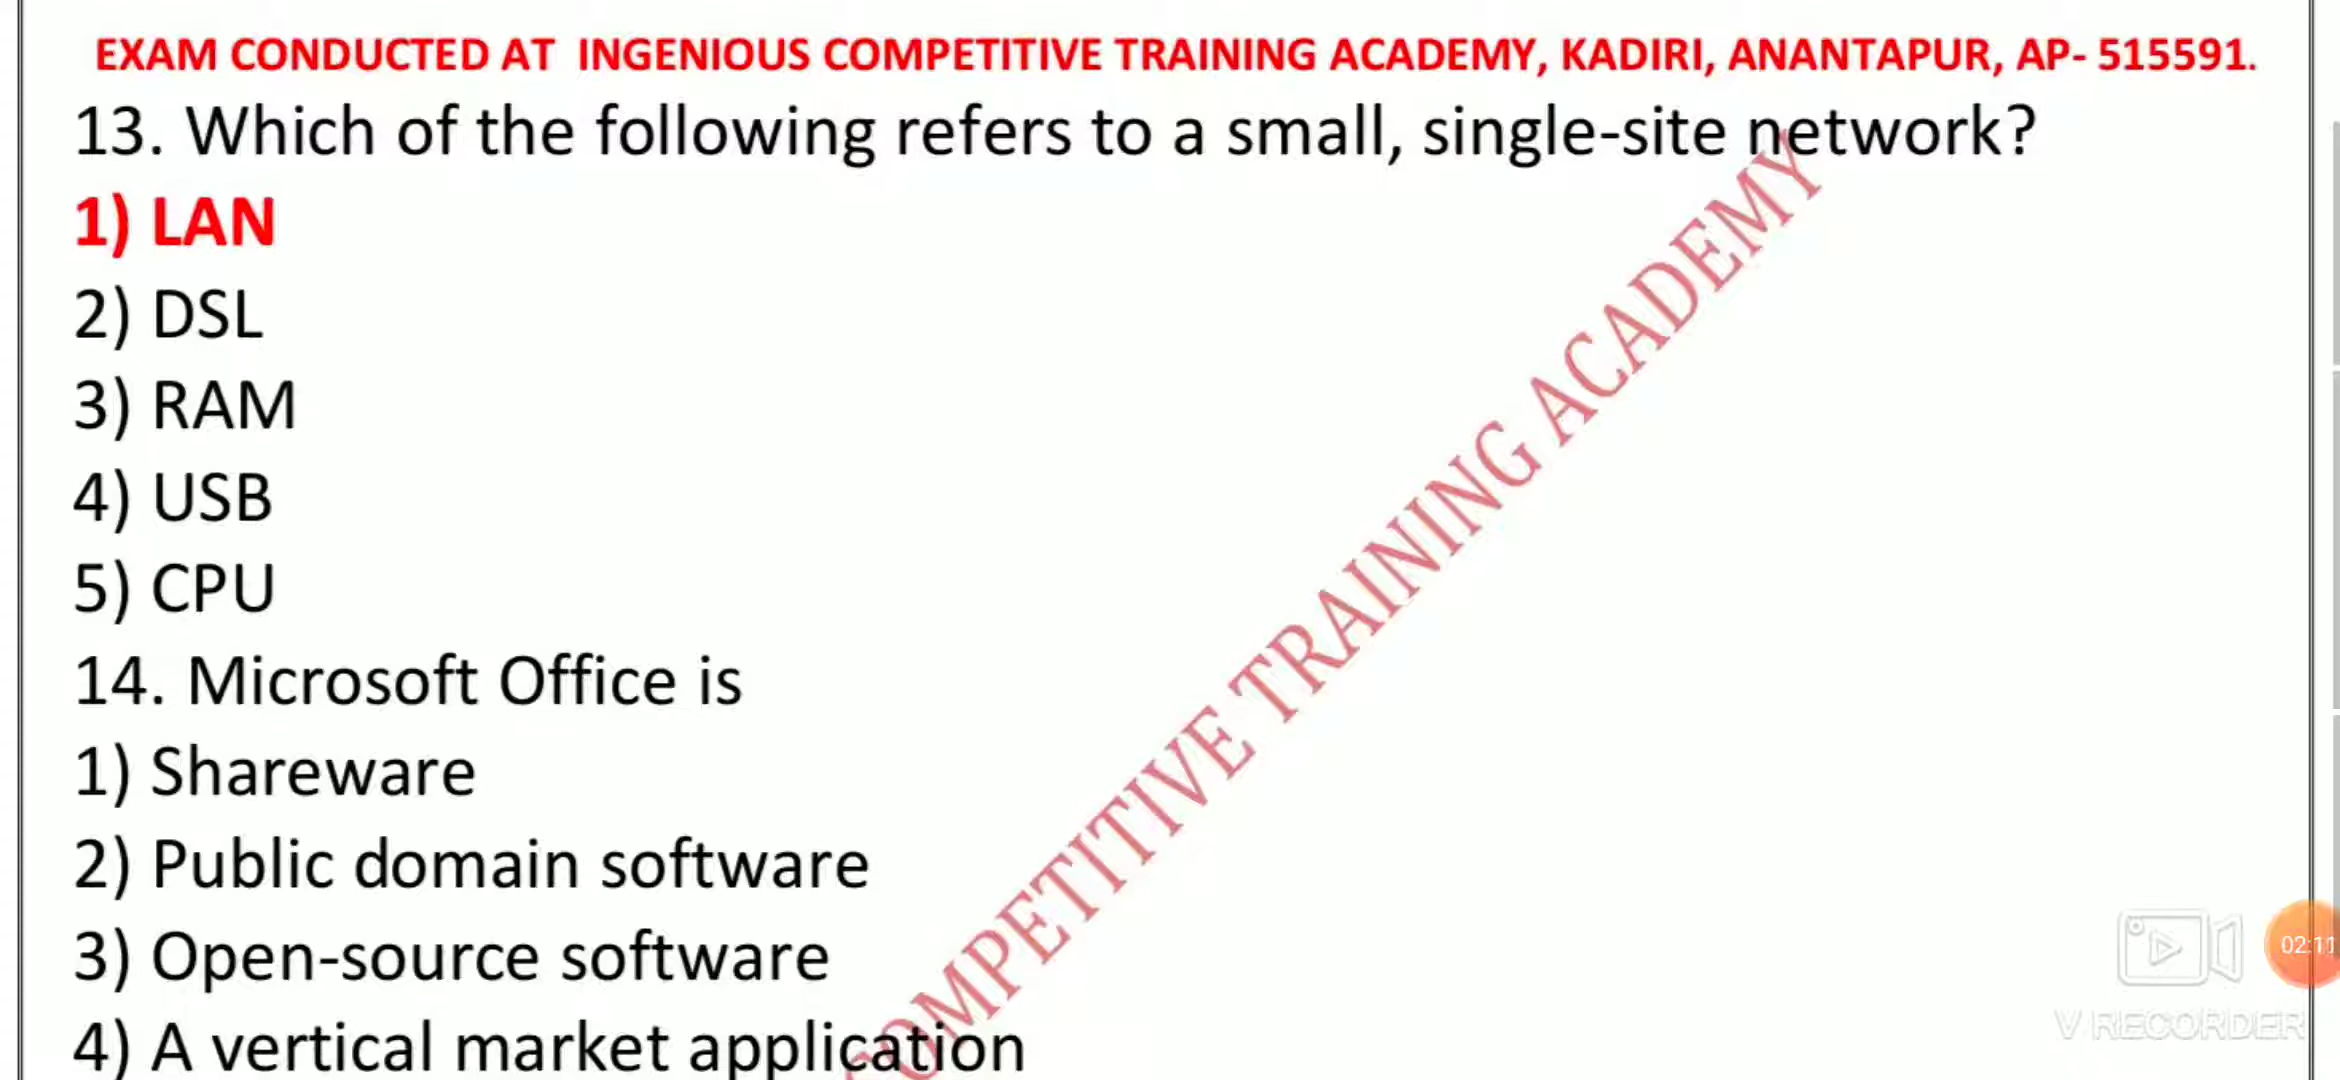 EXAM CONDUCTED AT INGENIOUS COMPETITIVE TRAINING ACADEMY, KADIRI, ANANTAPUR, AP- 515591.
13. Which of the following refers to a small, single-site network?
1) LAN
2) DSL
3) RAM
4) USB
5) CPU
14. Microsoft Office is
1) Shareware
2) Public domain software
3) Open-source software
4) A vertical market application
COMPETITIVE TRAINING ACADEMY
02:11
V RECORDER